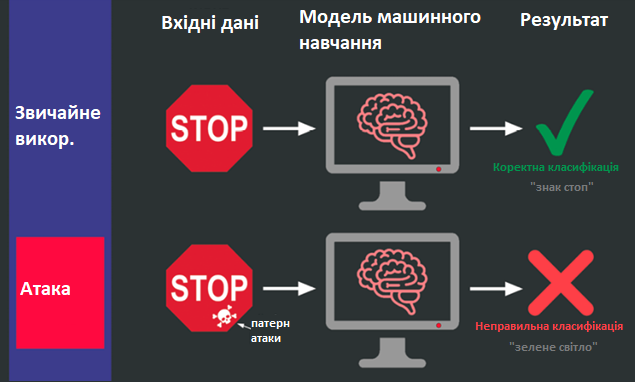 Вхідні дані
Модель машинного
навчання
Результат
Звичайне
викор.
STOP
Коректна класифікація
"знак стоп"
Атака
STOP
патерн
атаки
Неправильна класифікація
"зелене світло"